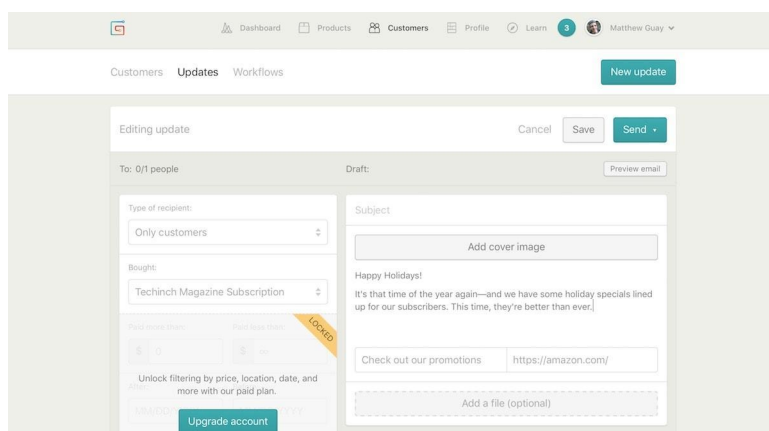 Dashboard Products Customers Profile Learn 3 Matthew Guay
Customers Updates Workflows
New update
Editing update
Cancel Save Send
To: 0/1 people
Draft:
Preview email
Type of recipient:
Only customers
Bought:
Techinch Magazine Subscription
Paid more than: Paid less than:
$ 0 $
LOCKED
Unlock filtering by price, location, date, and
more with our paid plan.
Upgrade account
Subject
Add cover image
Happy Holidays!
It's that time of the year again—and we have some holiday specials lined
up for our subscribers. This time, they're better than ever.
Check out our promotions https://amazon.com/
Add a file (optional)